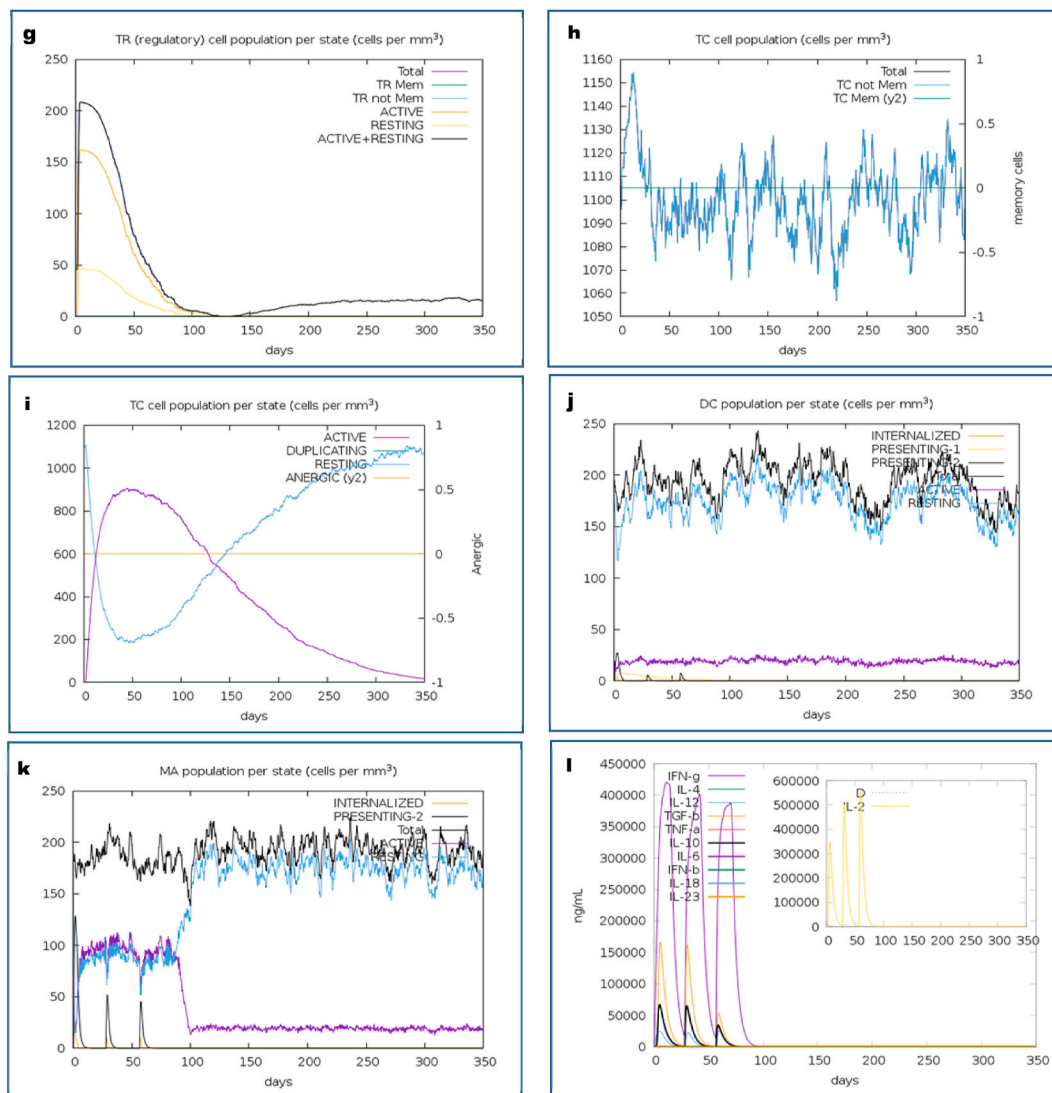 g
TR (regulatory) cell population per state (cells per mm³)
250
200
150
100
50
0
Total
TR Mem
TR not Mem
ACTIVE
RESTING
ACTIVE+RESTING
0 50 100 150 200 250 300 350
days
h
TC cell population (cells per mm³)
1160
1150
1140
1130
1120
1110
1100
1090
1080
1070
1060
1050
Total
TC not Mem
TC Mem (y2)
1
0.5
0
-0.5
-1
memory cells
0 50 100 150 200 250 300 350
days
i
TC cell population per state (cells per mm³)
1200
1000
800
600
400
200
0
ACTIVE
DUPLICATING
RESTING
ANERGIC (y2)
1
0.5
0
-0.5
-1
Anergic
0 50 100 150 200 250 300 350
days
j
DC population per state (cells per mm³)
250
200
150
100
50
0
INTERNALIZED
PRESENTING-1
PRESENTING-2
ACTIVE
RESTING
0 50 100 150 200 250 300 350
days
k
MA population per state (cells per mm³)
250
200
150
100
50
0
INTERNALIZED
PRESENTING-2
Total
ACTIVE
RESTING
0 50 100 150 200 250 300 350
days
l
450000
400000
350000
300000
250000
200000
150000
100000
50000
0
ng/mL
IFN-g
IL-4
IL-12
TGF-b
TNF-a
IL-10
IL-6
IFN-b
IL-18
IL-23
0 50 100 150 200 250 300 350
days
600000
500000
400000
300000
200000
100000
0
D
IL-2
0 50 100 150 200 250 300 350